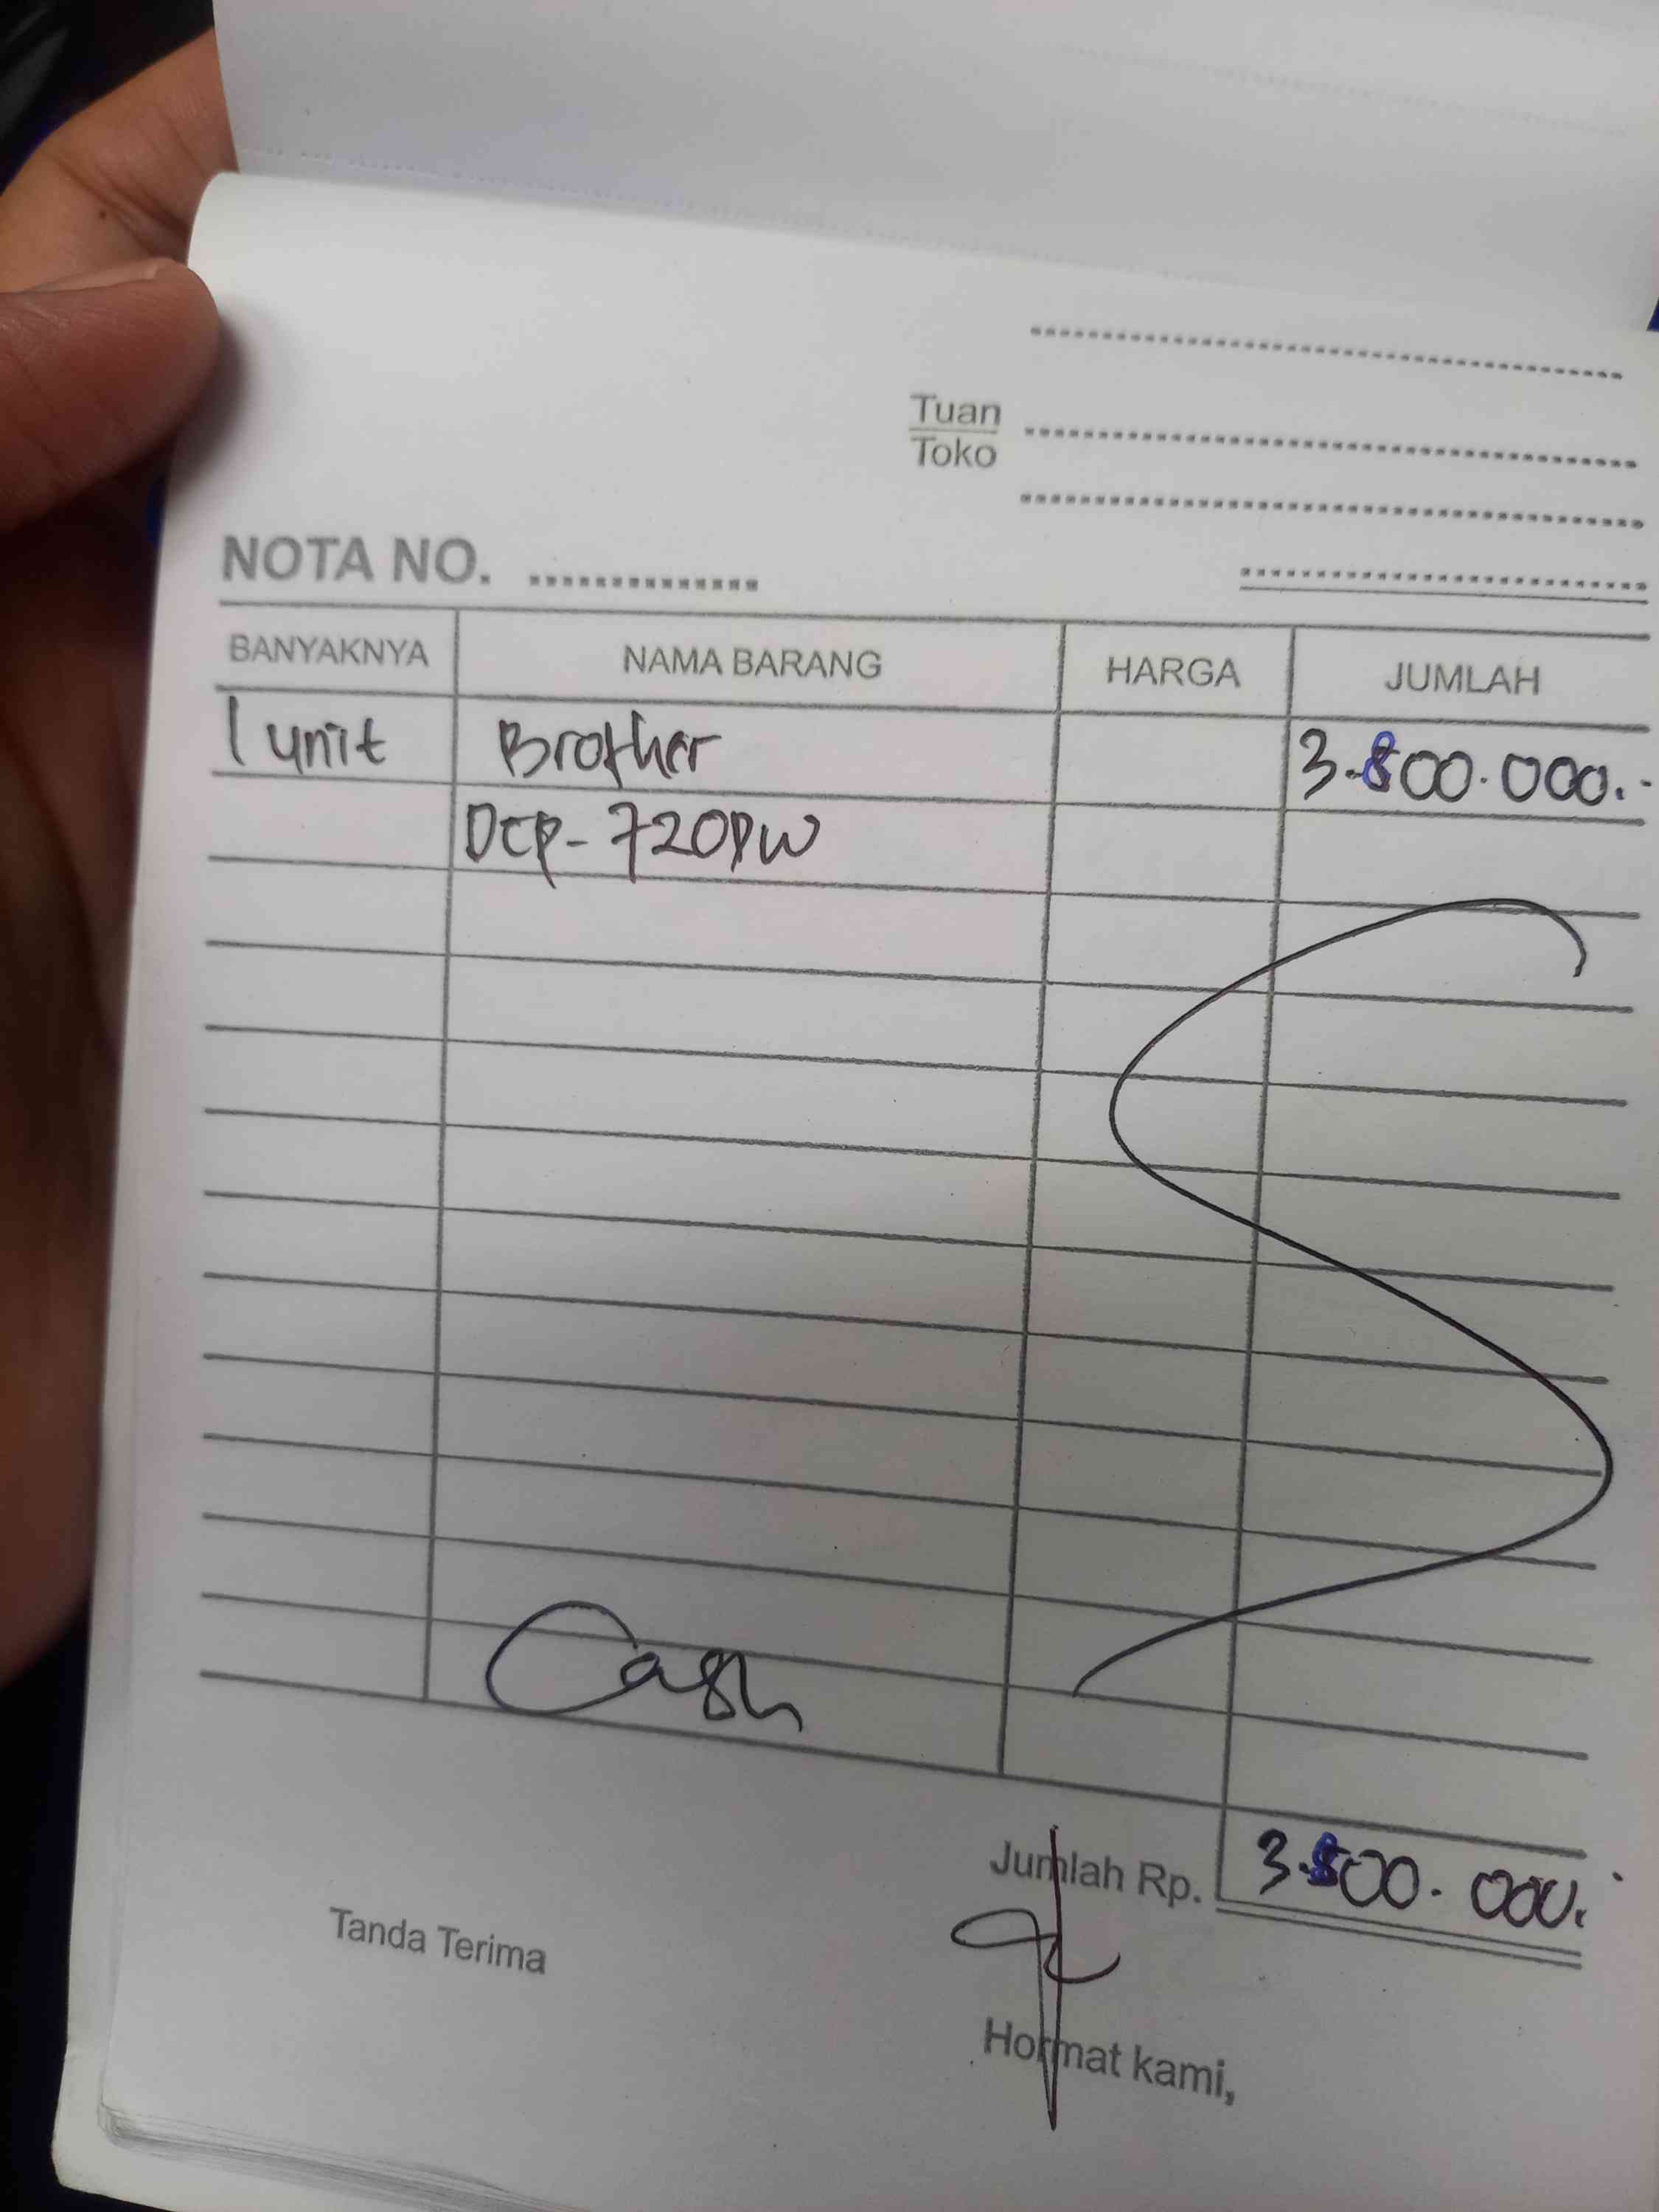 Tuan
Toko
NOTA NO.
BANYAKNYA NAMA BARANG HARGA JUMLAH
1 unit Brother 3.800.000.-
DCP-720DW
Cash
Jumlah Rp. 3.800.000.
Tanda Terima
Hormat kami,